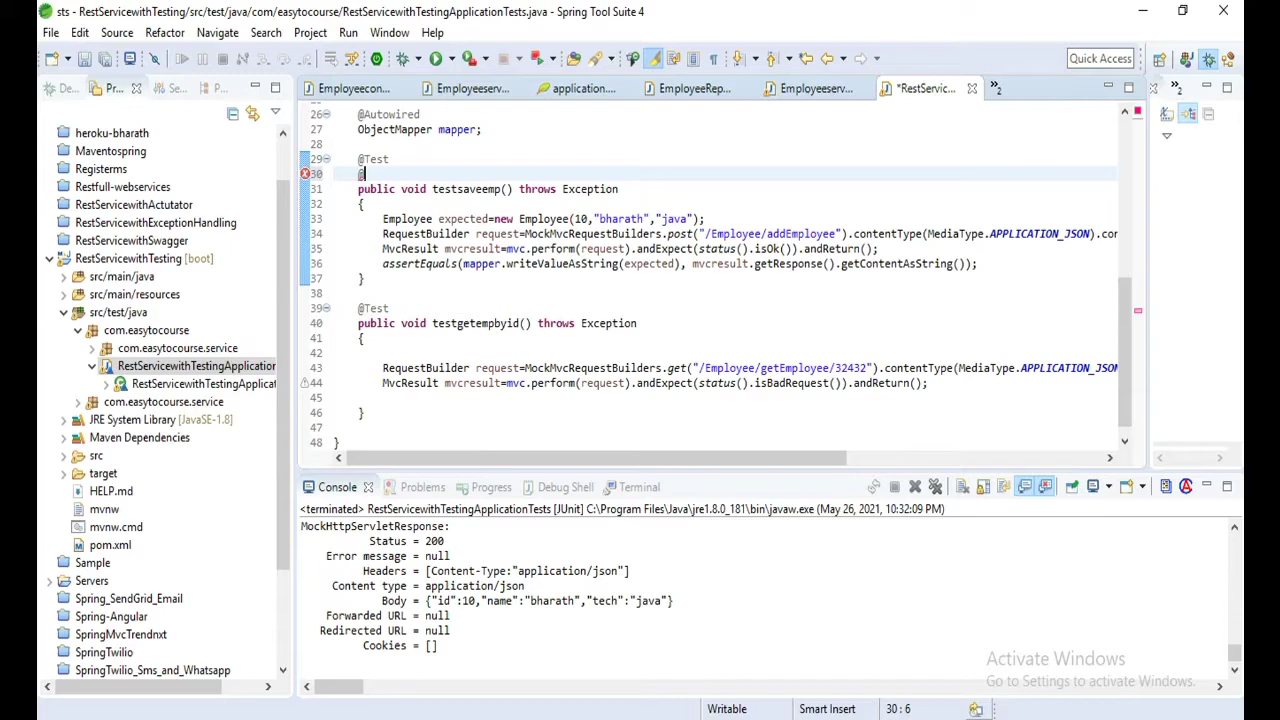 sts - RestServicewithTesting/src/test/java/com/easytocourse/RestServicewithTestingApplicationTests.java - Spring Tool Suite 4
File Edit Source Refactor Navigate Search Project Run Window Help
Quick Access
De... Pr... Se... P...
Employeecon... Employeeserv... application.... EmployeeRep... Employeeserv... *RestServic... »2 »2
heroku-bharath
Maventospring
Registerms
Restfull-webservices
RestServicewithActutator
RestServicewithExceptionHandling
RestServicewithSwagger
RestServicewithTesting [boot]
src/main/java
src/main/resources
src/test/java
com.easytocourse
com.easytocourse.service
RestServicewithTestingApplication
RestServicewithTestingApplicat
com.easytocourse.service
JRE System Library [JavaSE-1.8]
Maven Dependencies
src
target
HELP.md
mvnw
mvnw.cmd
pom.xml
Sample
Servers
Spring_SendGrid_Email
Spring-Angular
SpringMvcTrendnxt
SpringTwilio
SpringTwilio_Sms_and_Whatsapp
26 @Autowired
27 ObjectMapper mapper;
28
29 @Test
30 @
31 public void testsaveemp() throws Exception
32 {
33 Employee expected=new Employee(10,"bharath","java");
34 RequestBuilder request=MockMvcRequestBuilders.post("/Employee/addEmployee").contentType(MediaType.APPLICATION_JSON).con
35 MvcResult mvcresult=mvc.perform(request).andExpect(status().isOk()).andReturn();
36 assertEquals(mapper.writeValueAsString(expected), mvcresult.getResponse().getContentAsString());
37 }
38
39 @Test
40 public void testgetempbyid() throws Exception
41 {
42
43 RequestBuilder request=MockMvcRequestBuilders.get("/Employee/getEmployee/32432").contentType(MediaType.APPLICATION_JSON
44 MvcResult mvcresult=mvc.perform(request).andExpect(status().isBadRequest()).andReturn();
45
46 }
47
48 }
Console Problems Progress Debug Shell Terminal
<terminated> RestServicewithTestingApplicationTests [JUnit] C:\Program Files\Java\jre1.8.0_181\bin\javaw.exe (May 26, 2021, 10:32:09 PM)
MockHttpServletResponse:
Status = 200
Error message = null
Headers = [Content-Type:"application/json"]
Content type = application/json
Body = {"id":10,"name":"bharath","tech":"java"}
Forwarded URL = null
Redirected URL = null
Cookies = []
Activate Windows
Go to Settings to activate Windows.
Writable Smart Insert 30 : 6